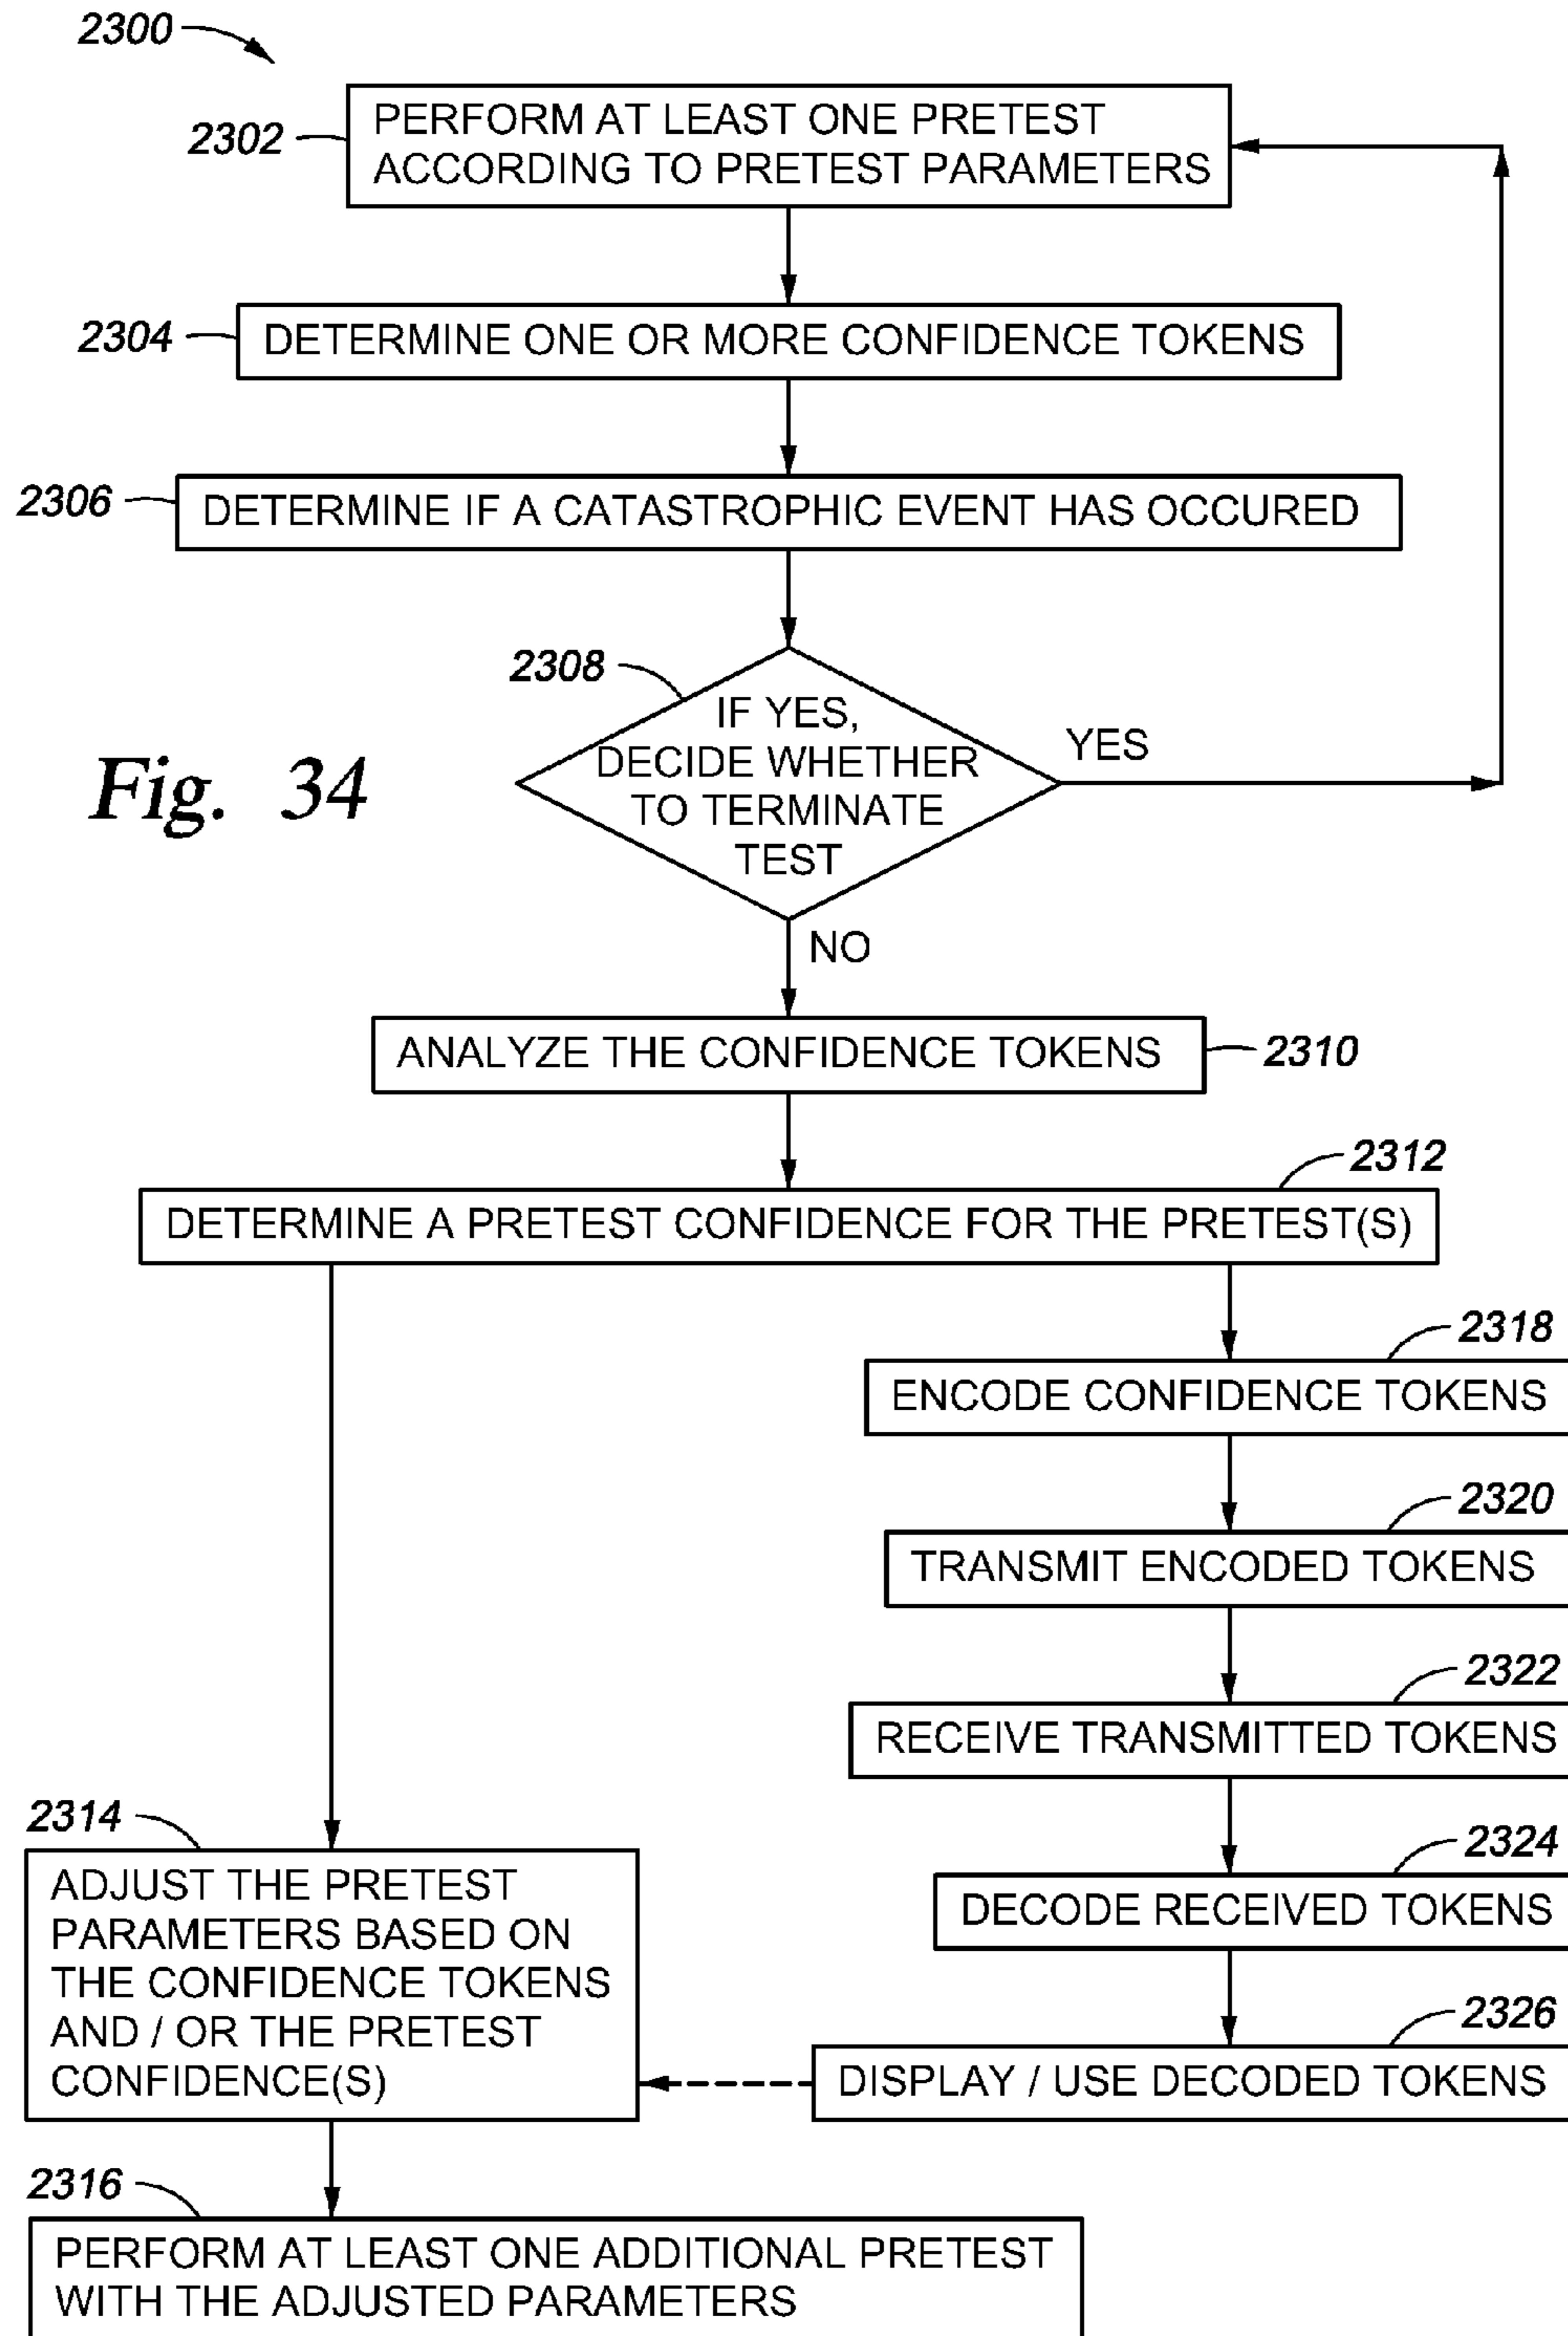 2300
2302
PERFORM AT LEAST ONE PRETEST
ACCORDING TO PRETEST PARAMETERS
2304
DETERMINE ONE OR MORE CONFIDENCE TOKENS
2306
DETERMINE IF A CATASTROPHIC EVENT HAS OCCURED
2308
IF YES,
DECIDE WHETHER
TO TERMINATE
TEST
YES
Fig. 34
NO
ANALYZE THE CONFIDENCE TOKENS
2310
2312
DETERMINE A PRETEST CONFIDENCE FOR THE PRETEST(S)
2318
ENCODE CONFIDENCE TOKENS
2320
TRANSMIT ENCODED TOKENS
2322
RECEIVE TRANSMITTED TOKENS
2324
DECODE RECEIVED TOKENS
2326
DISPLAY / USE DECODED TOKENS
2314
ADJUST THE PRETEST
PARAMETERS BASED ON
THE CONFIDENCE TOKENS
AND / OR THE PRETEST
CONFIDENCE(S)
2316
PERFORM AT LEAST ONE ADDITIONAL PRETEST
WITH THE ADJUSTED PARAMETERS